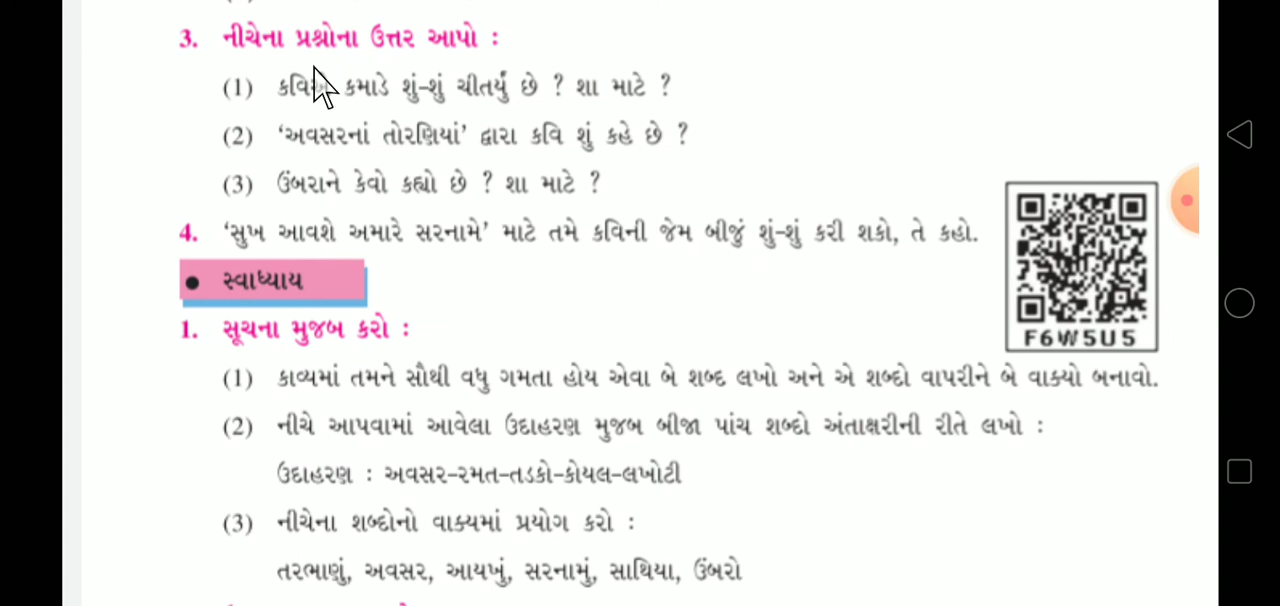 3. નીચેના પ્રશ્નોના ઉત્તર આપો :
(1) કવિએ કમાડે શું-શું ચીતર્યું છે ? શા માટે ?
(2) ‘અવસરનાં તોરણિયાં’ દ્વારા કવિ શું કહે છે ?
(3) ઉંબરાને કેવો કહ્યો છે ? શા માટે ?
4. ‘સુખ આવશે અમારે સરનામે’ માટે તમે કવિની જેમ બીજું શું-શું કરી શકો, તે કહો.
• સ્વાધ્યાય
F6W5U5
1. સૂચના મુજબ કરો :
(1) કાવ્યમાં તમને સૌથી વધુ ગમતા હોય એવા બે શબ્દ લખો અને એ શબ્દો વાપરીને બે વાક્યો બનાવો.
(2) નીચે આપવામાં આવેલા ઉદાહરણ મુજબ બીજા પાંચ શબ્દો અંતાક્ષરીની રીતે લખો :
ઉદાહરણ : અવસર-રમત-તડકો-કોયલ-લખોટી
(3) નીચેના શબ્દોનો વાક્યમાં પ્રયોગ કરો :
તરભાણું, અવસર, આયખું, સરનામું, સાથિયા, ઉંબરો